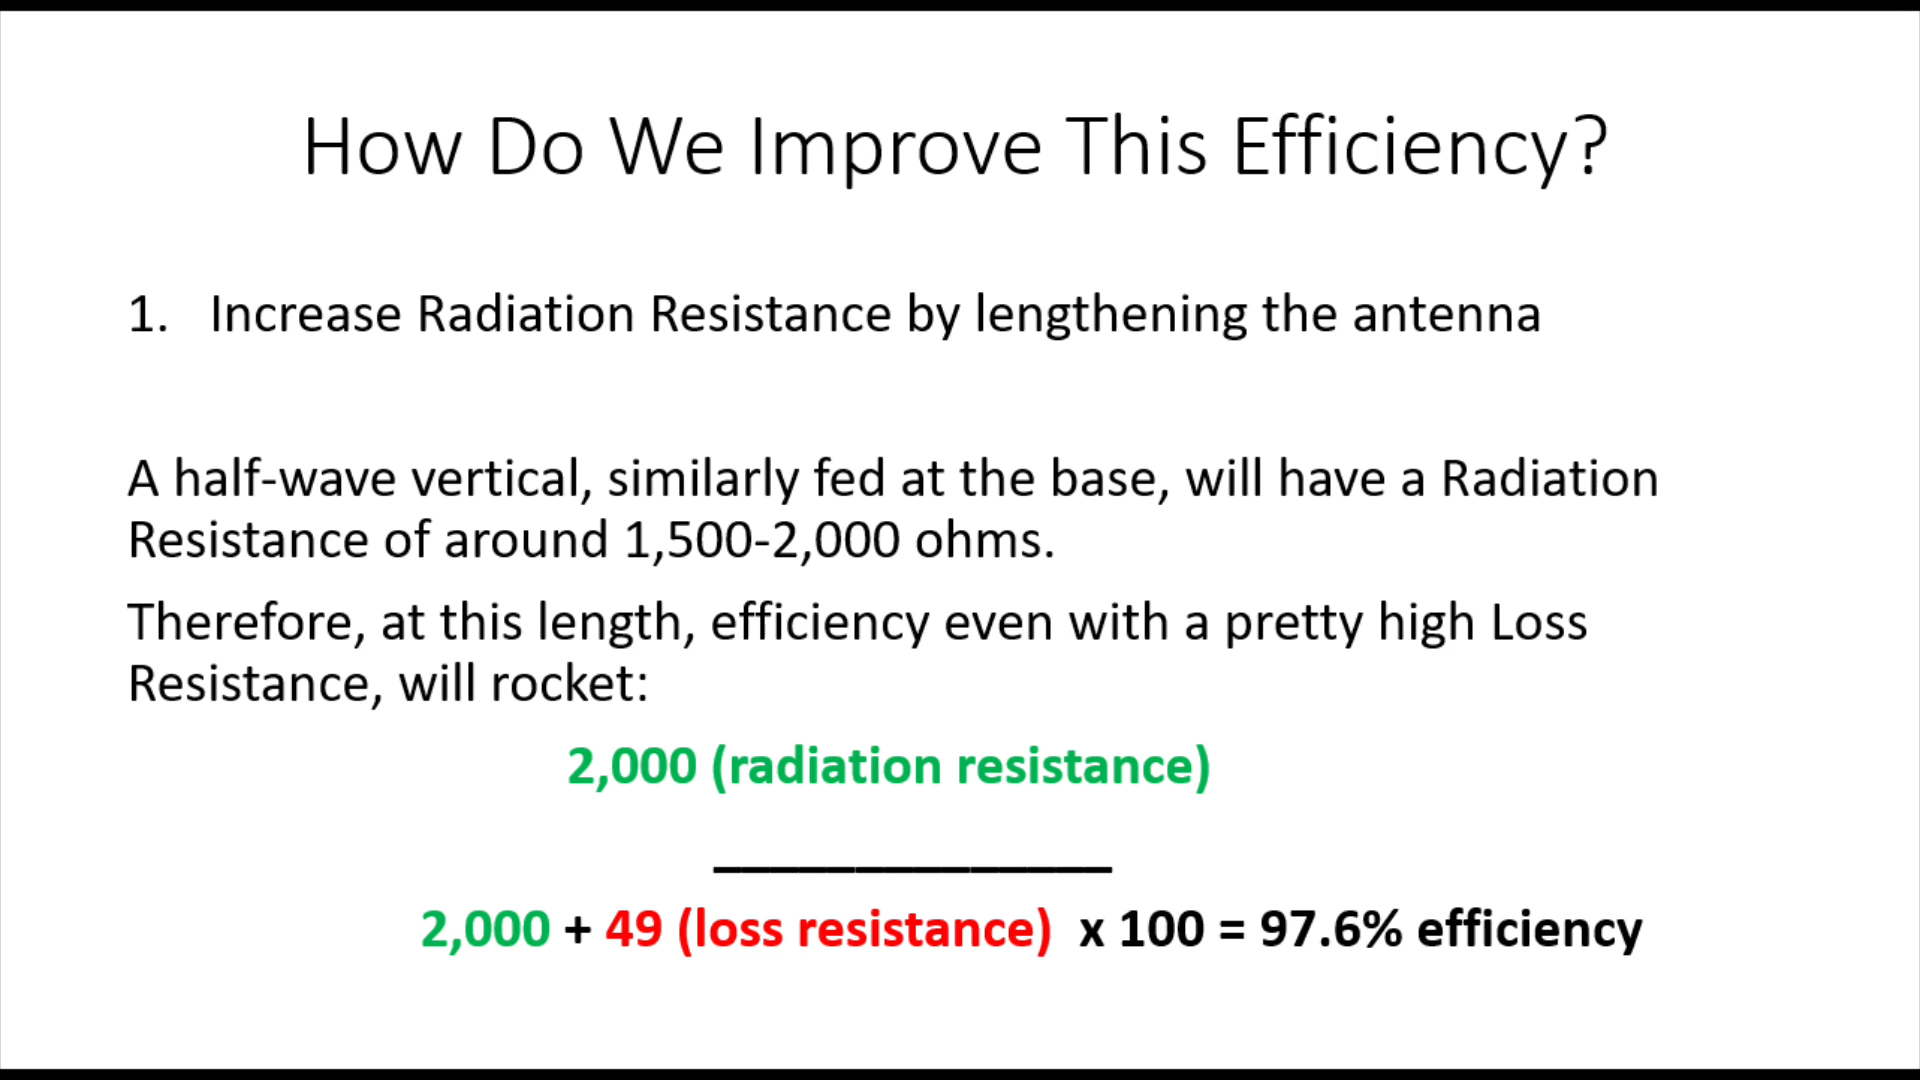 How Do We Improve This Efficiency?
1. Increase Radiation Resistance by lengthening the antenna
A half-wave vertical, similarly fed at the base, will have a Radiation
Resistance of around 1,500-2,000 ohms.
Therefore, at this length, efficiency even with a pretty high Loss
Resistance, will rocket:
2,000 (radiation resistance)
______________
2,000 + 49 (loss resistance) x 100 = 97.6% efficiency